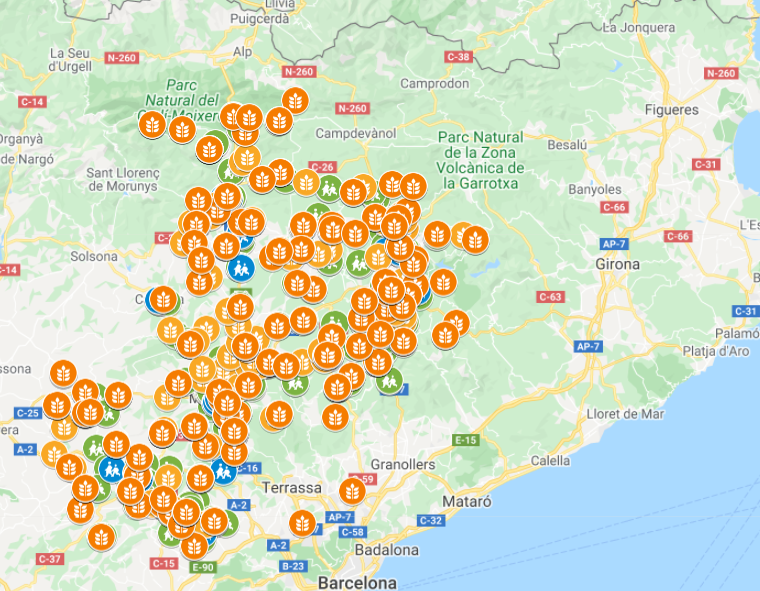 Llívia
Puigcerdà
La Jonquera
La Seu
d'Urgell
N-260
Alp
C-38
N-260
N-260
Parc
Natural del
Camprodon
C-14
N-260
Figueres
Organyà
de Nargó
Campdevànol
Parc Natural
de la Zona
Volcànica de
la Garrotxa
Besalú
C-26
C-31
Sant Llorenç
de Morunys
Banyoles
C-66
AP-7
C-66
Solsona
Girona
C-14
C-63
C-31
AP-7
Palamó
Platja d'Aro
C-25
Lloret de Mar
A-2
E-15
C-16
Granollers
Calella
Terrassa
C-59
A-2
AP-7
C-32
Mataró
C-58
A-2
Badalona
C-37
C-15
E-90
B-23
Barcelona